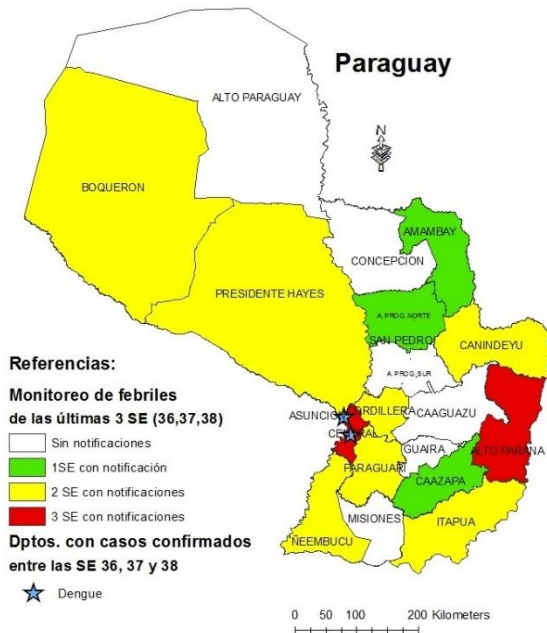 Paraguay
N
ALTO PARAGUAY
BOQUERON
AMAMBAY
CONCEPCION
PRESIDENTE HAYES
A. PROG. NORTE
SAN PEDRO
CANINDEYU
A.PROG.SUR
ASUNCION
CORDILLERA
CAAGUAZU
CENTRAL
GUAIRA
ALTO PARANA
PARAGUARI
CAAZAPA
MISIONES
ITAPUA
ÑEEMBUCU
Referencias:
Monitoreo de febriles
de las últimas 3 SE (36,37,38)
Sin notificaciones
1SE con notificación
2 SE con notificaciones
3 SE con notificaciones
Dptos. con casos confirmados
entre las SE 36, 37 y 38
Dengue
0 50 100 200 Kilometers